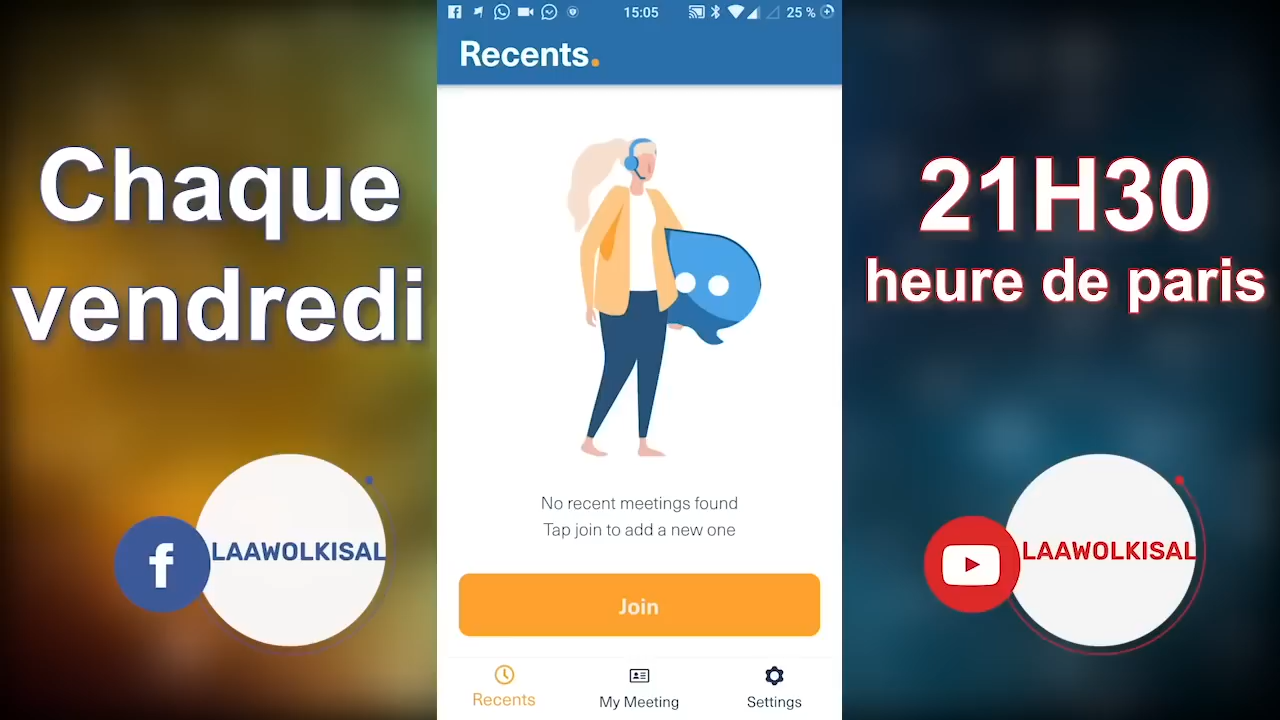 Chaque
vendredi
LAAWOLKISAL
15:05
25 %
Recents.
No recent meetings found
Tap join to add a new one
Join
Recents
My Meeting
Settings
21H30
heure de paris
LAAWOLKISAL